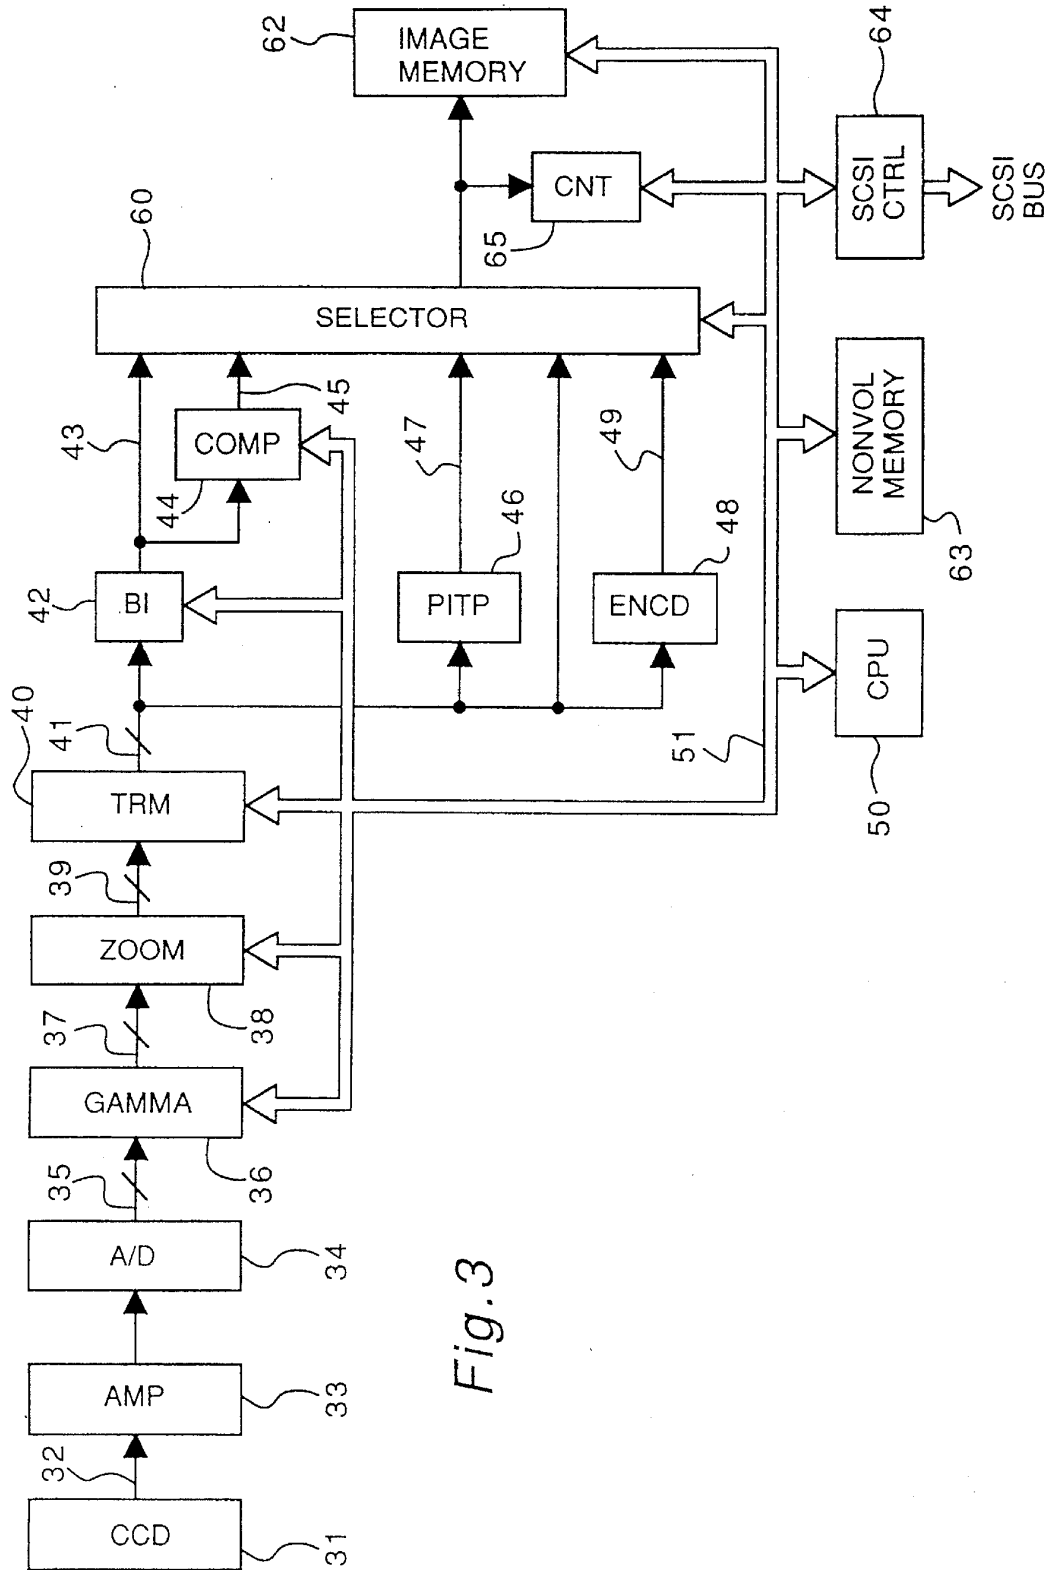 62
IMAGE
MEMORY
64
SCSI
CTRL
SCSI
BUS
CNT
65
60
SELECTOR
43
45
COMP
44
47
49
NONVOL
MEMORY
63
42
BI
PITP
46
ENCD
48
CPU
50
51
40
41
TRM
39
ZOOM
38
37
GAMMA
36
35
A/D
34
AMP
33
32
CCD
31
Fig.3